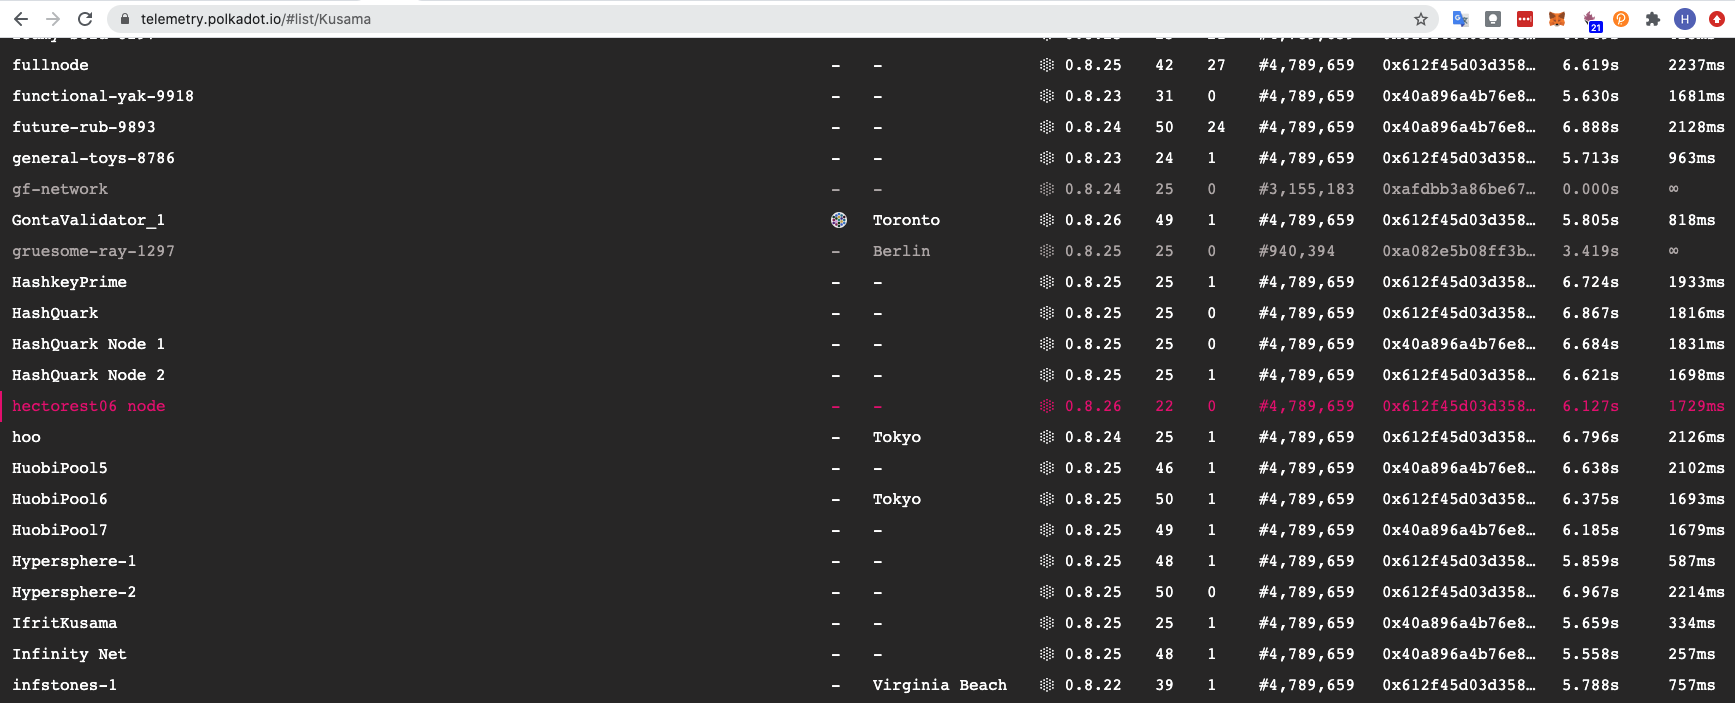 telemetry.polkadot.io/#list/Kusama 21 H
fullnode - - 0.8.25 42 27 #4,789,659 0x612f45d03d358… 6.619s 2237ms
functional-yak-9918 - - 0.8.23 31 0 #4,789,659 0x40a896a4b76e8… 5.630s 1681ms
future-rub-9893 - - 0.8.24 50 24 #4,789,659 0x40a896a4b76e8… 6.888s 2128ms
general-toys-8786 - - 0.8.23 24 1 #4,789,659 0x612f45d03d358… 5.713s 963ms
gf-network - - 0.8.24 25 0 #3,155,183 0xafdbb3a86be67… 0.000s ∞
GontaValidator_1 Toronto 0.8.26 49 1 #4,789,659 0x612f45d03d358… 5.805s 818ms
gruesome-ray-1297 - Berlin 0.8.25 25 0 #940,394 0xa082e5b08ff3b… 3.419s ∞
HashkeyPrime - - 0.8.25 25 1 #4,789,659 0x612f45d03d358… 6.724s 1933ms
HashQuark - - 0.8.25 25 0 #4,789,659 0x612f45d03d358… 6.867s 1816ms
HashQuark Node 1 - - 0.8.25 25 0 #4,789,659 0x40a896a4b76e8… 6.684s 1831ms
HashQuark Node 2 - - 0.8.25 25 1 #4,789,659 0x612f45d03d358… 6.621s 1698ms
hectorest06 node - - 0.8.26 22 0 #4,789,659 0x612f45d03d358… 6.127s 1729ms
hoo - Tokyo 0.8.24 25 1 #4,789,659 0x612f45d03d358… 6.796s 2126ms
HuobiPool5 - - 0.8.25 46 1 #4,789,659 0x40a896a4b76e8… 6.638s 2102ms
HuobiPool6 - Tokyo 0.8.25 50 1 #4,789,659 0x612f45d03d358… 6.375s 1693ms
HuobiPool7 - - 0.8.25 49 1 #4,789,659 0x40a896a4b76e8… 6.185s 1679ms
Hypersphere-1 - - 0.8.25 48 1 #4,789,659 0x612f45d03d358… 5.859s 587ms
Hypersphere-2 - - 0.8.25 50 0 #4,789,659 0x612f45d03d358… 6.967s 2214ms
IfritKusama - - 0.8.25 25 1 #4,789,659 0x40a896a4b76e8… 5.659s 334ms
Infinity Net - - 0.8.25 48 1 #4,789,659 0x40a896a4b76e8… 5.558s 257ms
infstones-1 - Virginia Beach 0.8.22 39 1 #4,789,659 0x612f45d03d358… 5.788s 757ms